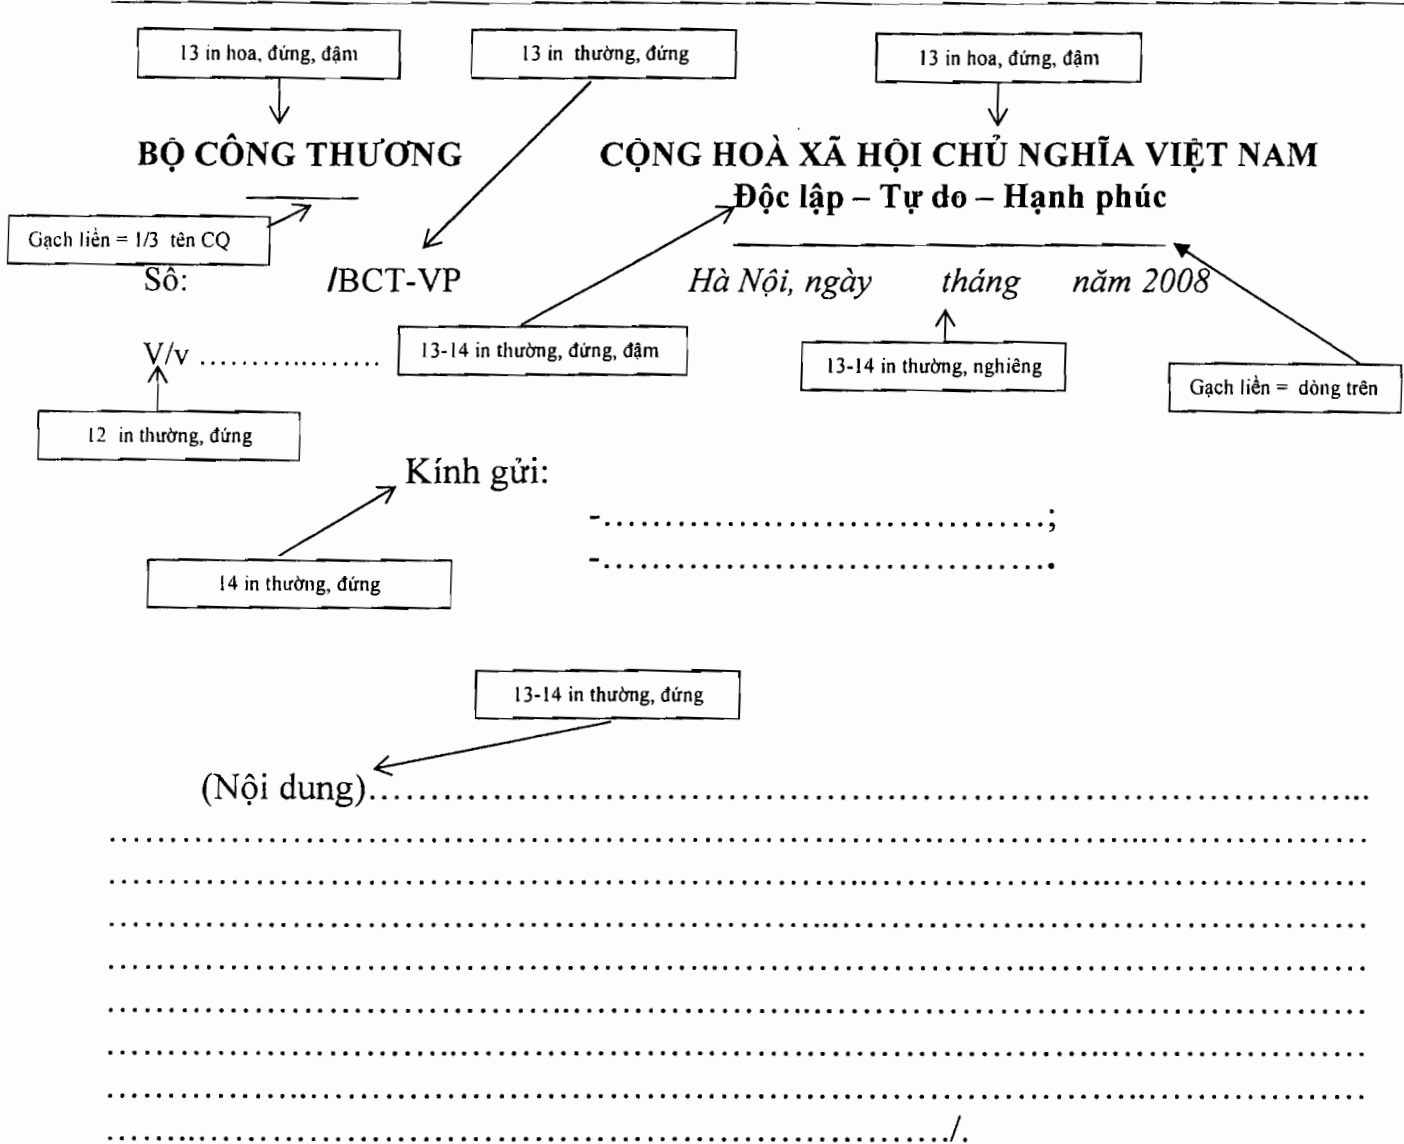 13 in hoa, đứng, đậm
13 in thường, đứng
13 in hoa, đứng, đậm
BỘ CÔNG THƯƠNG
CỘNG HOÀ XÃ HỘI CHỦ NGHĨA VIỆT NAM
Độc lập – Tự do – Hạnh phúc
Gạch liền = 1/3 tên CQ
Số: /BCT-VP
Hà Nội, ngày tháng năm 2008
V/v ....................
13-14 in thường, đứng, đậm
13-14 in thường, nghiêng
Gạch liền = dòng trên
12 in thường, đứng
Kính gửi:
-....................................;
-.....................................
14 in thường, đứng
13-14 in thường, đứng
(Nội dung)................................................................................
......................................................................................................
......................................................................................................
......................................................................................................
......................................................................................................
......................................................................................................
......................................................................................................
......................................................................................................
...................................................................../.